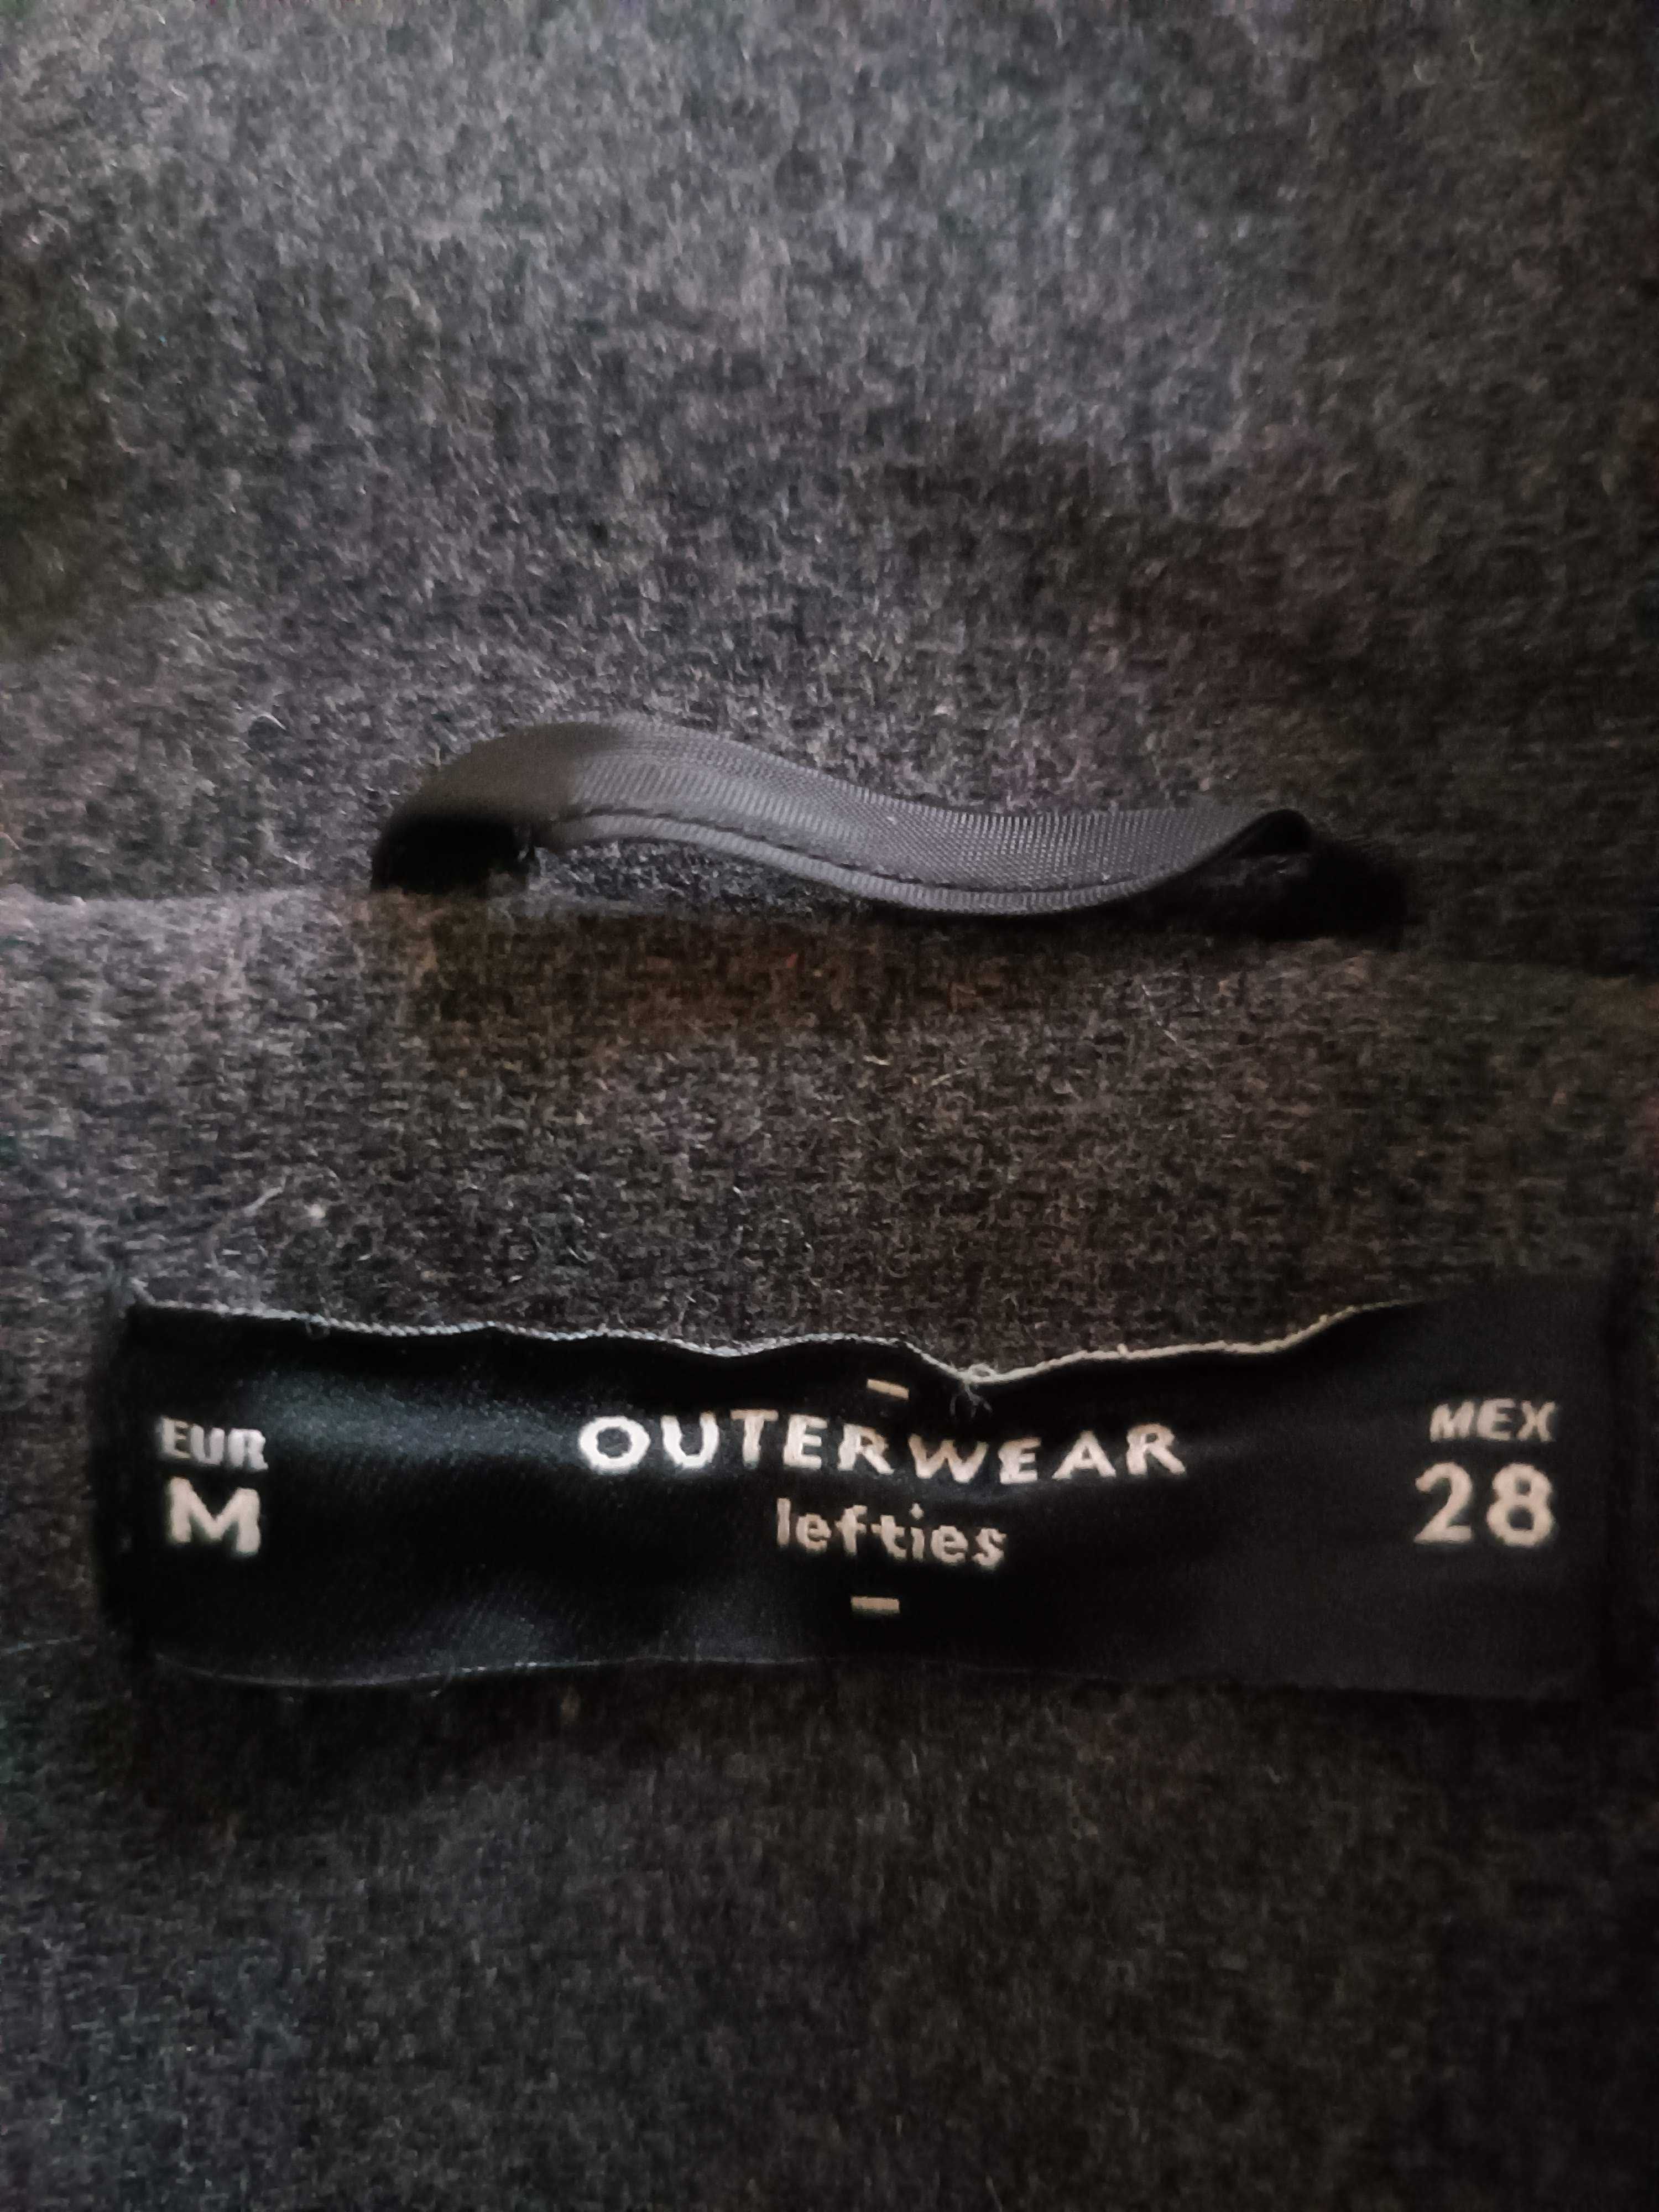 EUR
M
OUTERWEAR
lefties
MEX
28